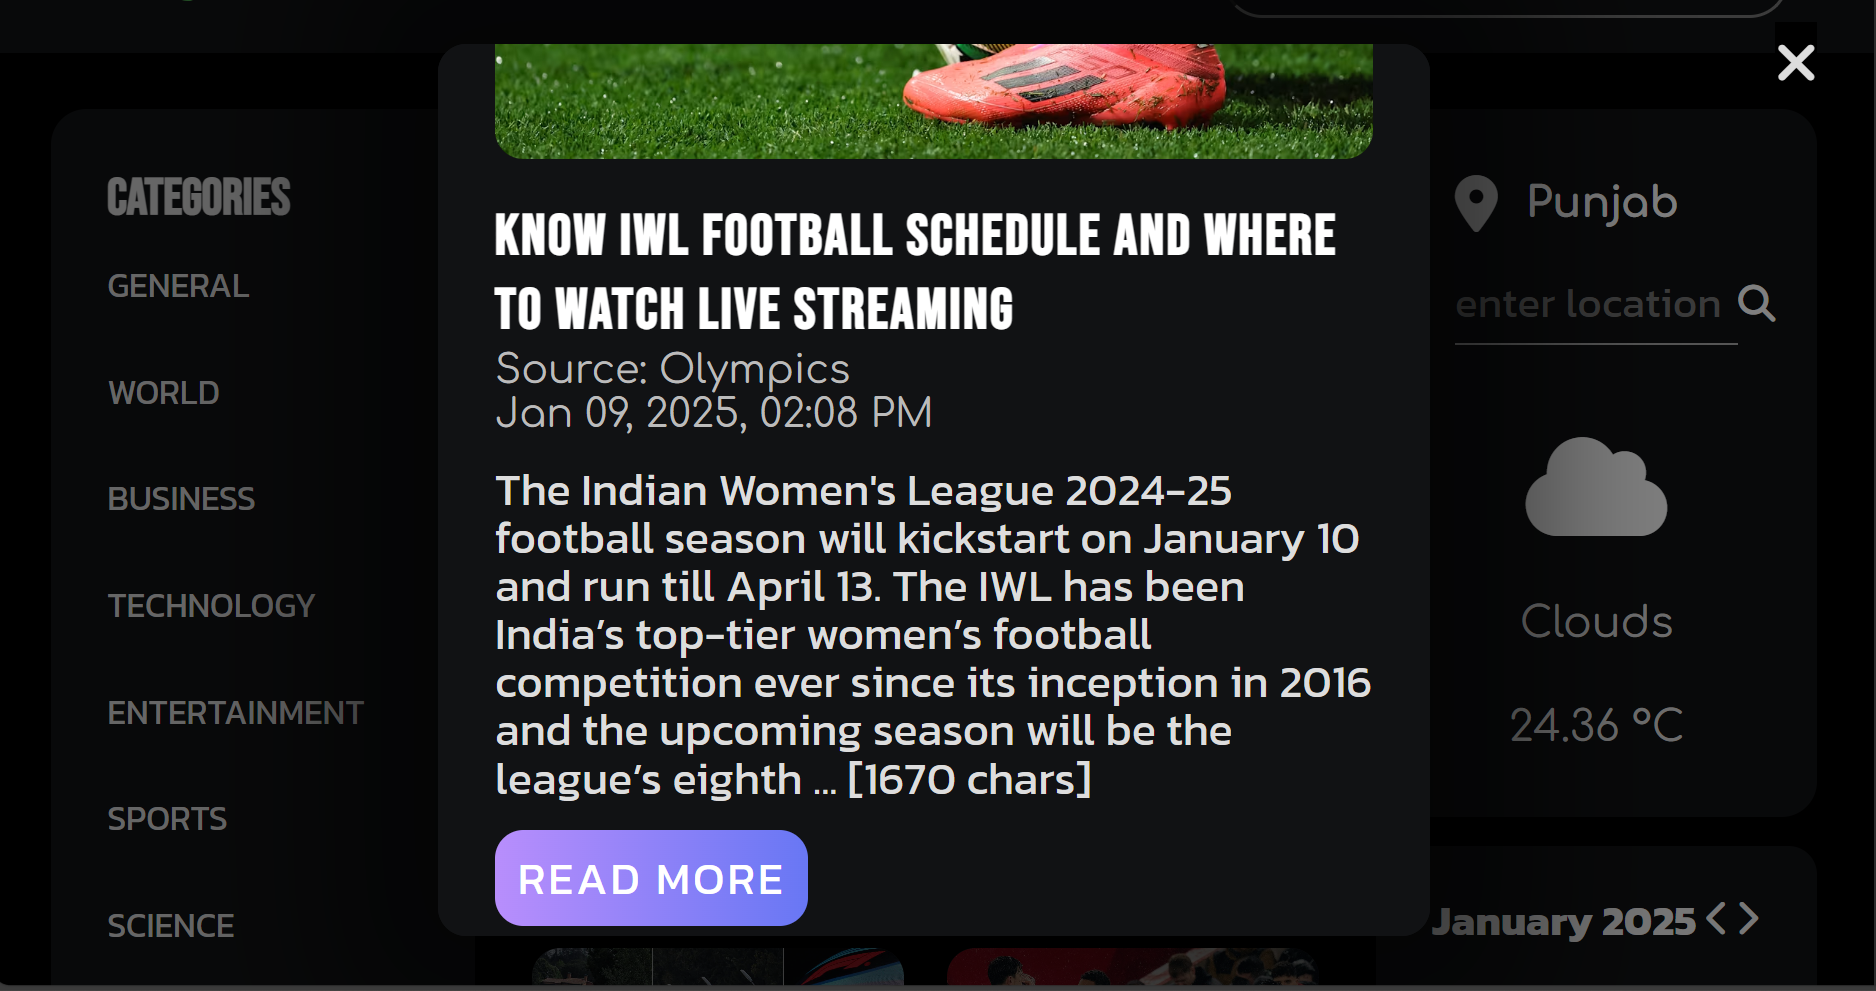 CATEGORIES
GENERAL
WORLD
BUSINESS
TECHNOLOGY
ENTERTAINMENT
SPORTS
SCIENCE
KNOW IWL FOOTBALL SCHEDULE AND WHERE
TO WATCH LIVE STREAMING
Source: Olympics
Jan 09, 2025, 02:08 PM
The Indian Women's League 2024-25
football season will kickstart on January 10
and run till April 13. The IWL has been
India’s top-tier women’s football
competition ever since its inception in 2016
and the upcoming season will be the
league’s eighth ... [1670 chars]
READ MORE
Punjab
enter location
Clouds
24.36 °C
January 2025